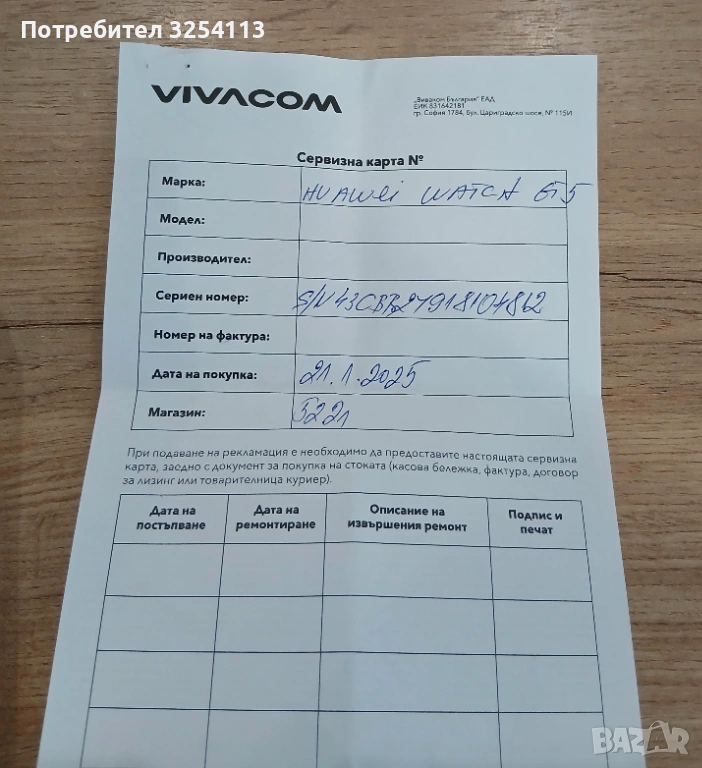 Потребител 3254113
VIVACOM
„Виваком България" ЕАД
ЕИК 831642181
гр. София 1784, бул. Цариградско шосе, № 115И
Сервизна карта №
Марка: HUAWEI WATCH GT5
Модел:
Производител:
Сериен номер:
Номер на фактура:
Дата на покупка: 21.1.2025
Магазин: 5221
При подаване на рекламация е необходимо да предоставите настоящата сервизна
карта, заедно с документ за покупка на стоката (касова бележка, фактура, договор
за лизинг или товарителница куриер).
Дата на постъпване Дата на ремонтиране Описание на извършения ремонт Подпис и печат
BAZAR